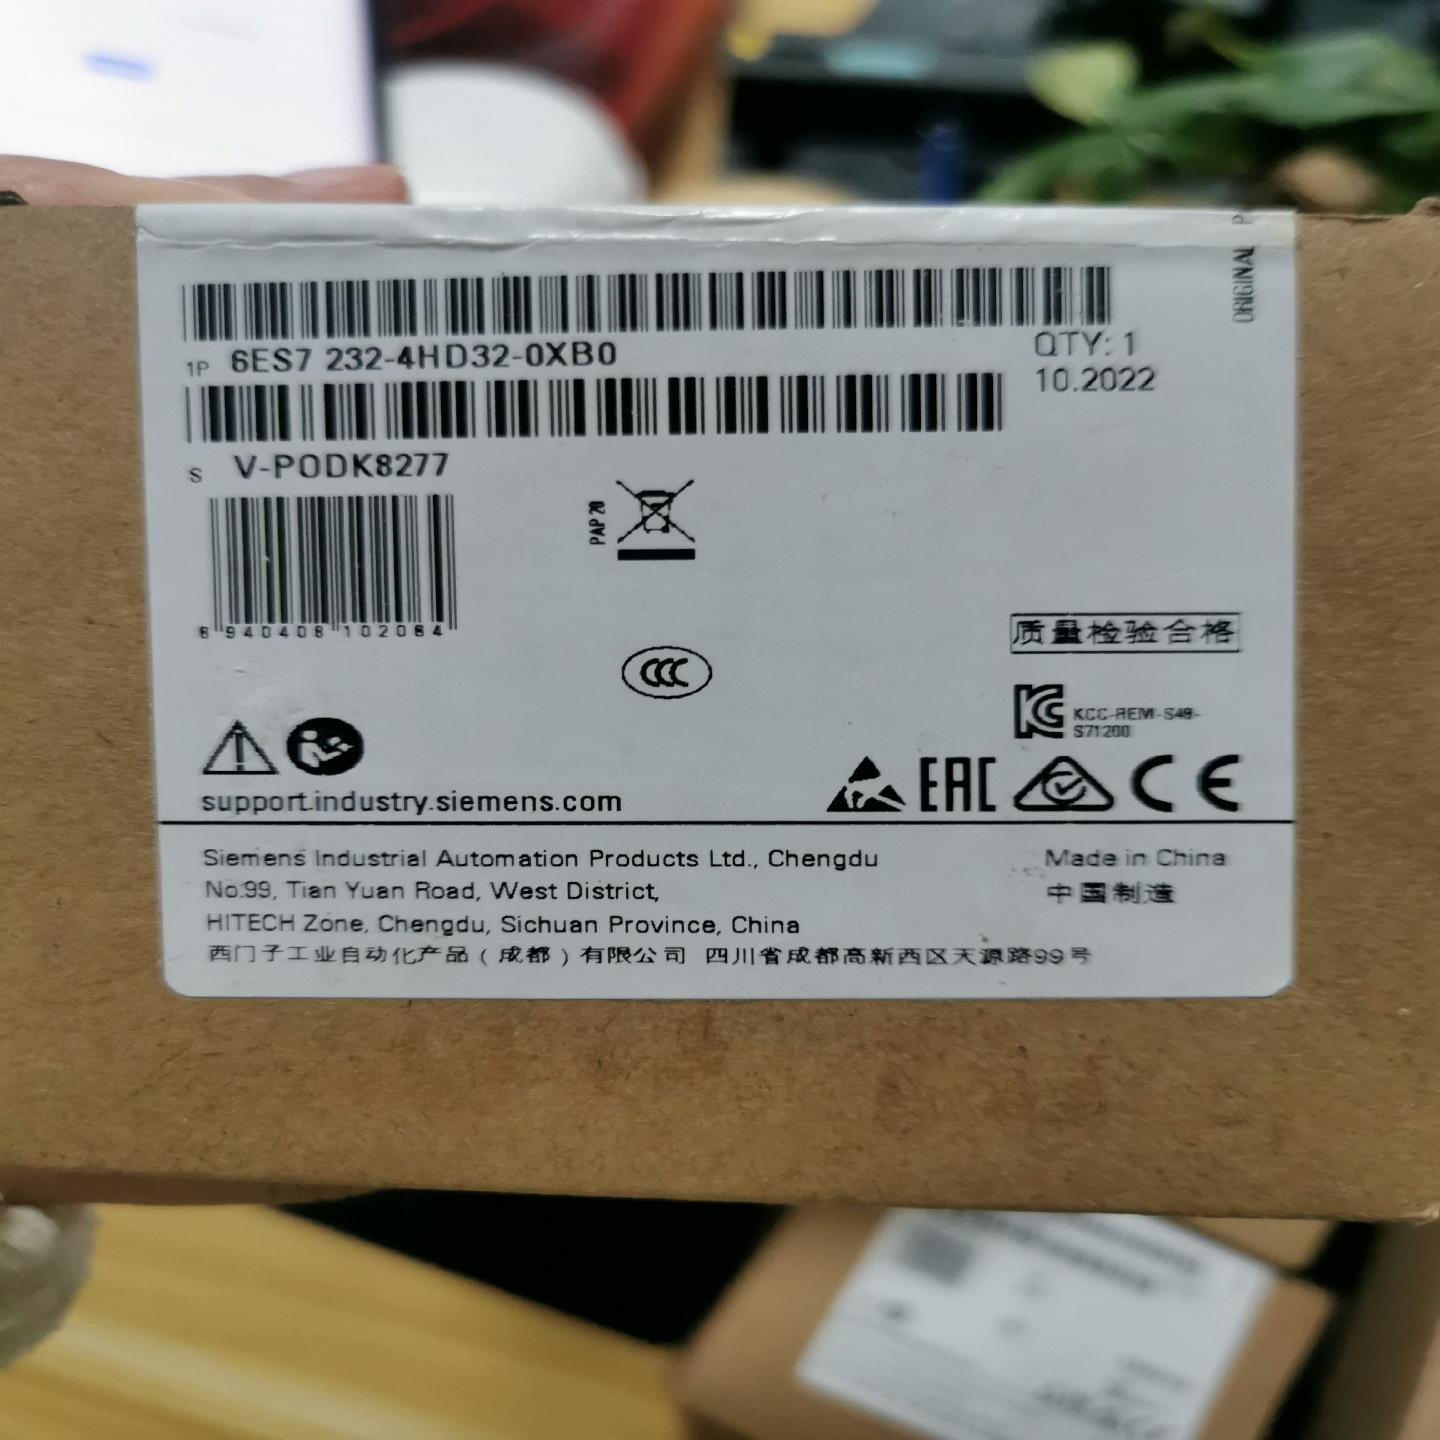 ORIGINAL P
1P 6ES7 232-4HD32-0XB0
QTY: 1
10.2022
S V-PODK8277
PAP 20
6 940408 102064
CCC
质量检验合格
KCC-REM-S49-
S71200
EAC
CE
support.industry.siemens.com
Siemens Industrial Automation Products Ltd., Chengdu
No.99, Tian Yuan Road, West District,
HITECH Zone, Chengdu, Sichuan Province, China
Made in China
中国制造
西门子工业自动化产品（成都）有限公司 四川省成都高新西区天源路99号